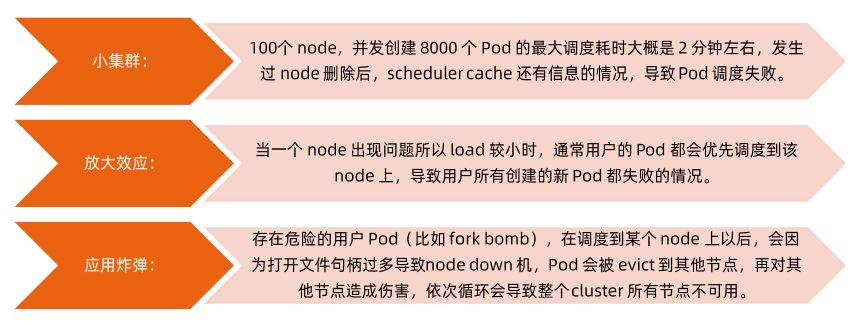 小集群：
100个 node，并发创建 8000 个 Pod 的最大调度耗时大概是 2 分钟左右，发生
过 node 删除后，scheduler cache 还有信息的情况，导致 Pod 调度失败。
放大效应：
当一个 node 出现问题所以 load 较小时，通常用户的 Pod 都会优先调度到该
node 上，导致用户所有创建的新 Pod 都失败的情况。
应用炸弹：
存在危险的用户 Pod（比如 fork bomb），在调度到某个 node 上以后，会因
为打开文件句柄过多导致node down 机，Pod 会被 evict 到其他节点，再对其
他节点造成伤害，依次循环会导致整个cluster 所有节点不可用。